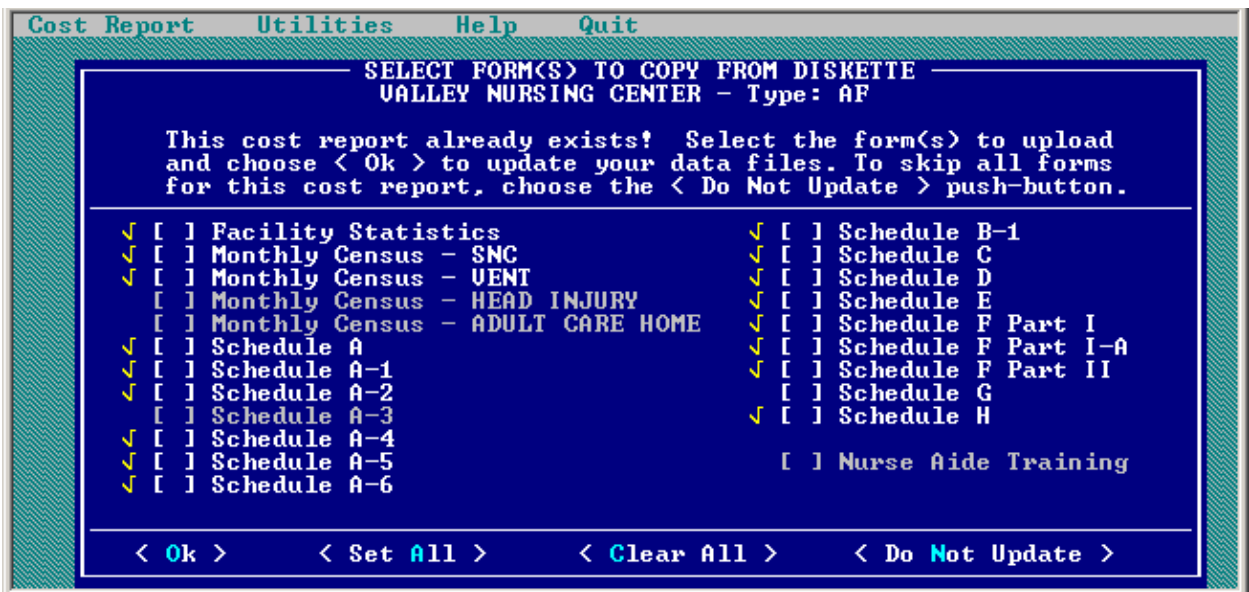 Cost Report Utilities Help Quit
SELECT FORM(S) TO COPY FROM DISKETTE
VALLEY NURSING CENTER - Type: AF
This cost report already exists! Select the form(s) to upload
and choose < Ok > to update your data files. To skip all forms
for this cost report, choose the < Do Not Update > push-button.
√ [ ] Facility Statistics
√ [ ] Monthly Census - SNC
√ [ ] Monthly Census - VENT
[ ] Monthly Census - HEAD INJURY
[ ] Monthly Census - ADULT CARE HOME
√ [ ] Schedule A
√ [ ] Schedule A-1
√ [ ] Schedule A-2
[ ] Schedule A-3
√ [ ] Schedule A-4
√ [ ] Schedule A-5
√ [ ] Schedule A-6
√ [ ] Schedule B-1
√ [ ] Schedule C
√ [ ] Schedule D
√ [ ] Schedule E
√ [ ] Schedule F Part I
√ [ ] Schedule F Part I-A
√ [ ] Schedule F Part II
[ ] Schedule G
√ [ ] Schedule H
[ ] Nurse Aide Training
< Ok > < Set All > < Clear All > < Do Not Update >